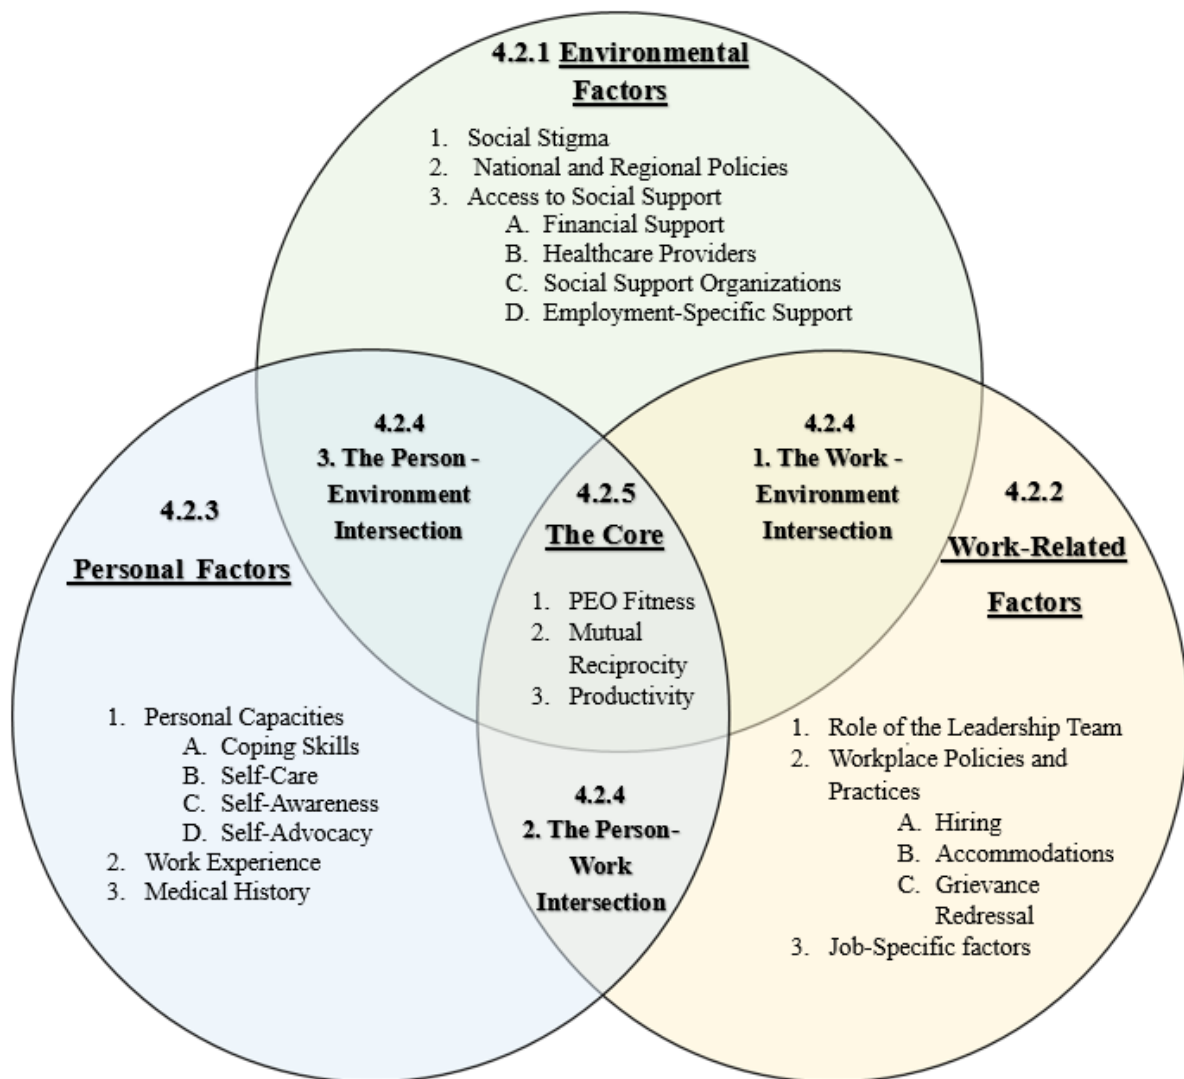 4.2.1 Environmental
Factors
1. Social Stigma
2. National and Regional Policies
3. Access to Social Support
A. Financial Support
B. Healthcare Providers
C. Social Support Organizations
D. Employment-Specific Support
4.2.4
3. The Person -
Environment
Intersection
4.2.4
1. The Work -
Environment
Intersection
4.2.3
Personal Factors
4.2.5
The Core
1. PEO Fitness
2. Mutual
Reciprocity
3. Productivity
4.2.2
Work-Related
Factors
1. Personal Capacities
A. Coping Skills
B. Self-Care
C. Self-Awareness
D. Self-Advocacy
2. Work Experience
3. Medical History
4.2.4
2. The Person-
Work
Intersection
1. Role of the Leadership Team
2. Workplace Policies and
Practices
A. Hiring
B. Accommodations
C. Grievance
Redressal
3. Job-Specific factors